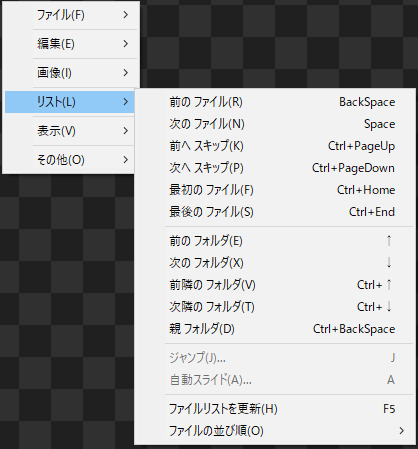 ファイル(F)
編集(E)
画像(I)
リスト(L)
表示(V)
その他(O)
前の ファイル(R) BackSpace
次の ファイル(N) Space
前へ スキップ(K) Ctrl+PageUp
次へ スキップ(P) Ctrl+PageDown
最初の ファイル(F) Ctrl+Home
最後の ファイル(S) Ctrl+End
前の フォルダ(E) ↑
次の フォルダ(X) ↓
前隣の フォルダ(V) Ctrl+↑
次隣の フォルダ(T) Ctrl+↓
親 フォルダ(D) Ctrl+BackSpace
ジャンプ(J)... J
自動スライド(A)... A
ファイルリストを更新(H) F5
ファイルの並び順(O)